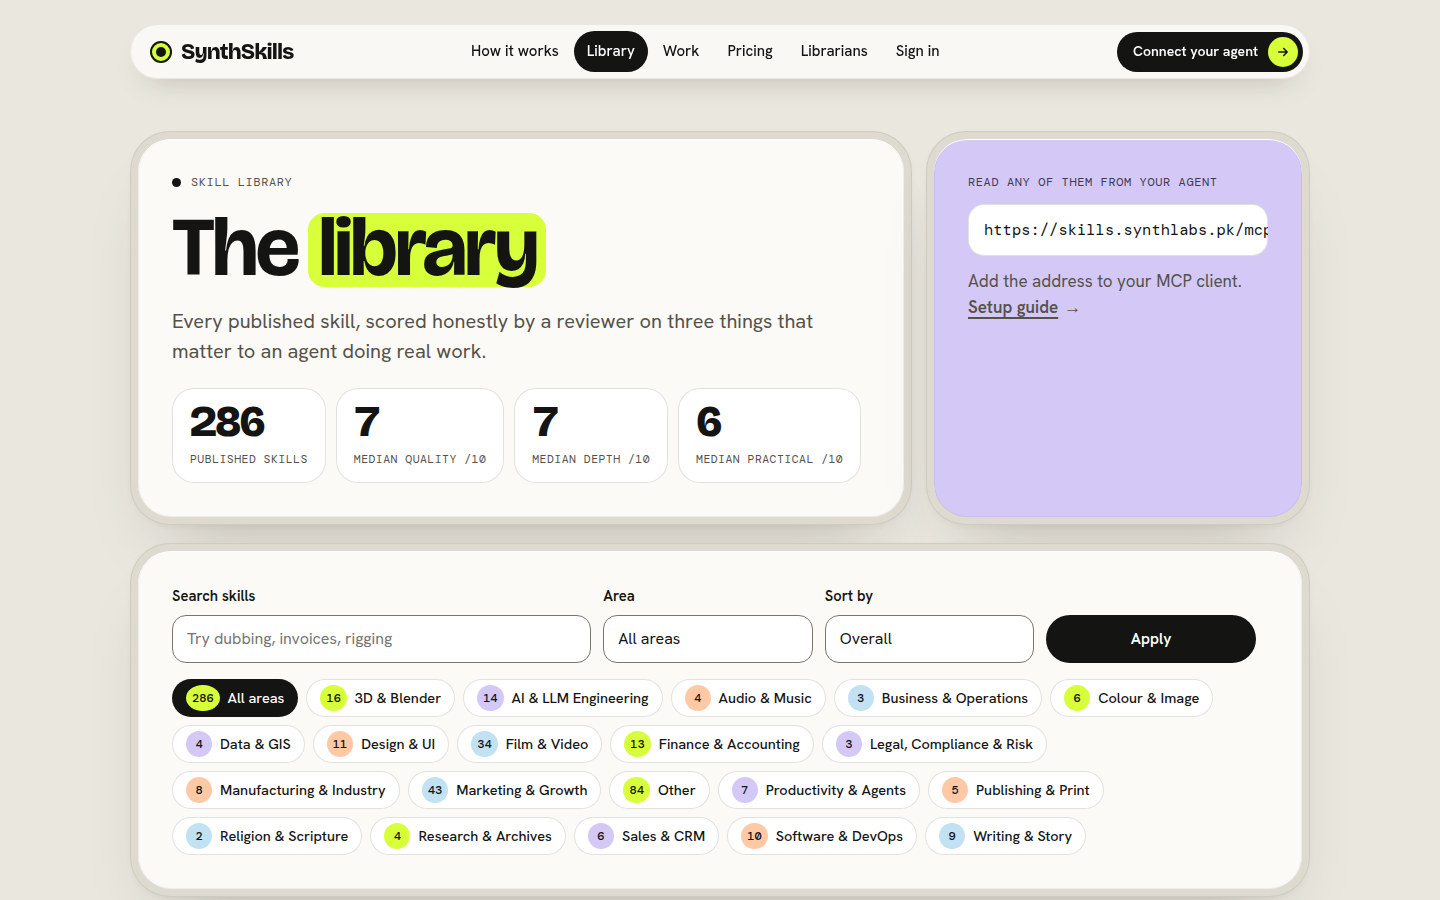 SynthSkills
How it works
Library
Work
Pricing
Librarians
Sign in
Connect your agent →
SKILL LIBRARY
The library
Every published skill, scored honestly by a reviewer on three things that
matter to an agent doing real work.
286
PUBLISHED SKILLS
7
MEDIAN QUALITY /10
7
MEDIAN DEPTH /10
6
MEDIAN PRACTICAL /10
READ ANY OF THEM FROM YOUR AGENT
https://skills.synthlabs.pk/mcp
Add the address to your MCP client.
Setup guide →
Search skills
Try dubbing, invoices, rigging
Area
All areas
Sort by
Overall
Apply
286 All areas
16 3D & Blender
14 AI & LLM Engineering
4 Audio & Music
3 Business & Operations
6 Colour & Image
4 Data & GIS
11 Design & UI
34 Film & Video
13 Finance & Accounting
3 Legal, Compliance & Risk
8 Manufacturing & Industry
43 Marketing & Growth
84 Other
7 Productivity & Agents
5 Publishing & Print
2 Religion & Scripture
4 Research & Archives
6 Sales & CRM
10 Software & DevOps
9 Writing & Story